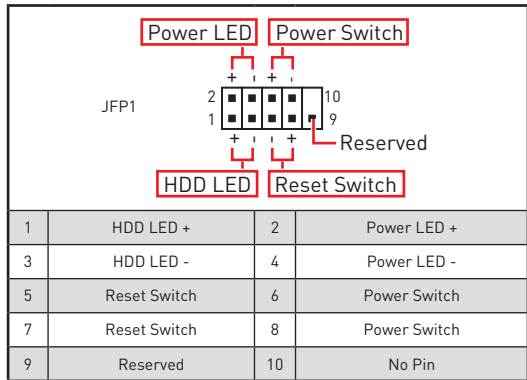 Power LED Power Switch
+ - + -
JFP1
2 10
1 9
+ - - +
Reserved
HDD LED Reset Switch
1 HDD LED + 2 Power LED +
3 HDD LED - 4 Power LED -
5 Reset Switch 6 Power Switch
7 Reset Switch 8 Power Switch
9 Reserved 10 No Pin